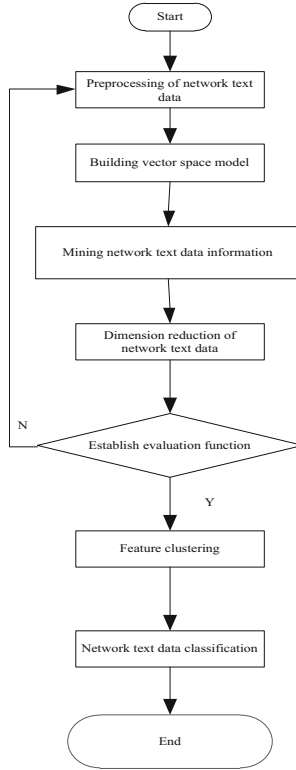 Start
Preprocessing of network text
data
Building vector space model
Mining network text data information
Dimension reduction of
network text data
N
Establish evaluation function
Y
Feature clustering
Network text data classification
End